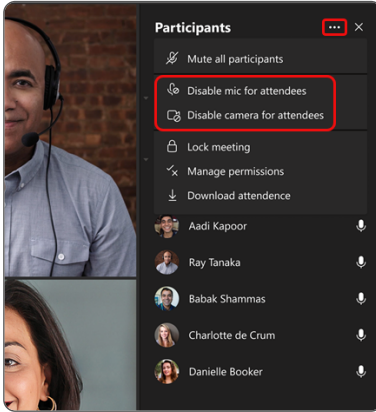 Participants
Mute all participants
Disable mic for attendees
Disable camera for attendees
Lock meeting
Manage permissions
Download attendence
Aadi Kapoor
Ray Tanaka
Babak Shammas
Charlotte de Crum
Danielle Booker